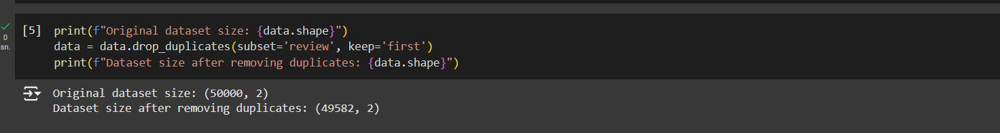 [5] print(f"Original dataset size: {data.shape}")
data = data.drop_duplicates(subset='review', keep='first')
print(f"Dataset size after removing duplicates: {data.shape}")
0
sn.
Original dataset size: (50000, 2)
Dataset size after removing duplicates: (49582, 2)